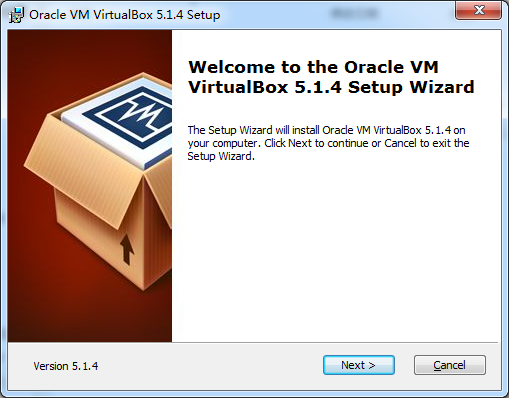 Oracle VM VirtualBox 5.1.4 Setup
Welcome to the Oracle VM
VirtualBox 5.1.4 Setup Wizard
The Setup Wizard will install Oracle VM VirtualBox 5.1.4 on
your computer. Click Next to continue or Cancel to exit the
Setup Wizard.
Version 5.1.4
Next >
Cancel